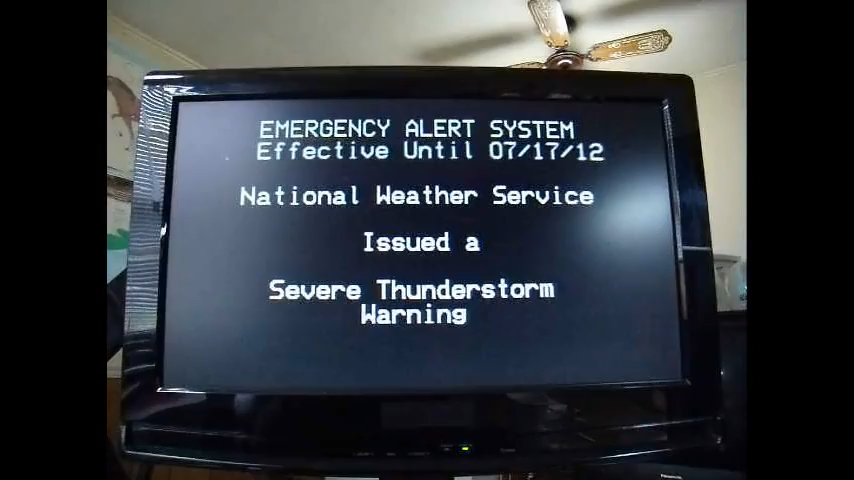 EMERGENCY ALERT SYSTEM
Effective Until 07/17/12
National Weather Service
Issued a
Severe Thunderstorm
Warning